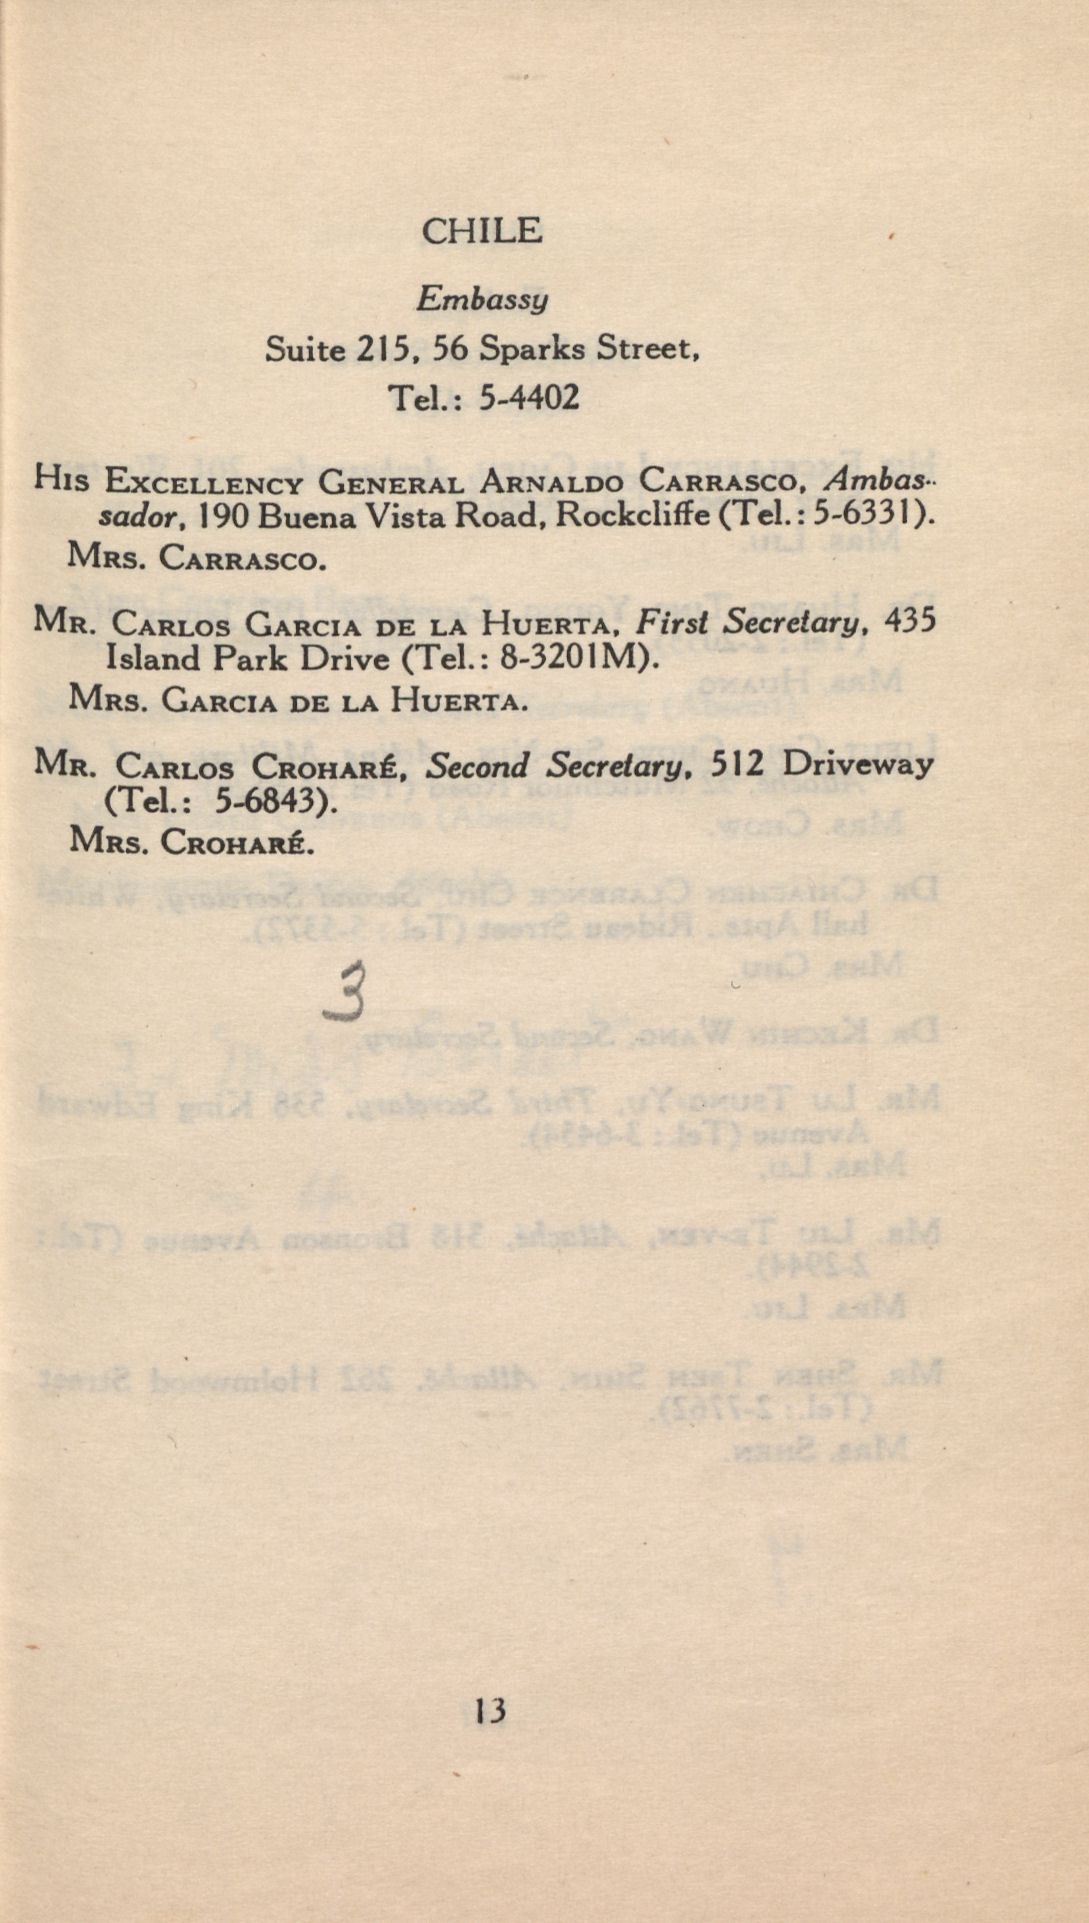 CHILE
Embassy
Suite 215, 56 Sparks Street,
Tel.: 5-4402
HIS EXCELLENCY GENERAL ARNALDO CARRASCO, Ambas-
sador, 190 Buena Vista Road, Rockcliffe (Tel.: 5-6331).
MRS. CARRASCO.
MR. CARLOS GARCIA DE LA HUERTA, First Secretary, 435
Island Park Drive (Tel.: 8-3201M).
MRS. GARCIA DE LA HUERTA.
MR. CARLOS CROHARÉ, Second Secretary, 512 Driveway
(Tel.: 5-6843).
MRS. CROHARÉ.
3
13